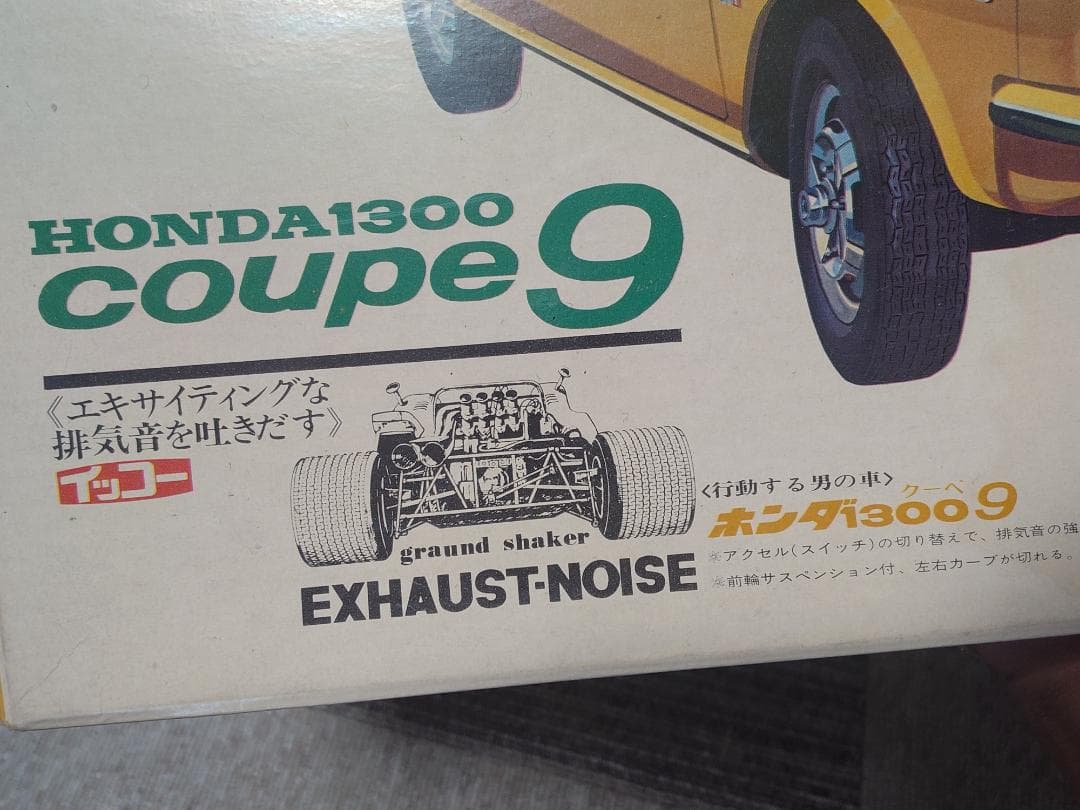 HONDA1300
coupe9
《エキサイティングな
排気音を吐きだす》
イッコー
graund shaker
EXHAUST-NOISE
〈行動する男の車〉
クーペ
ホンダ1300 9
※アクセル(スイッチ)の切り替えで、排気音の強
※前輪サスペンション付、左右カーブが切れる。